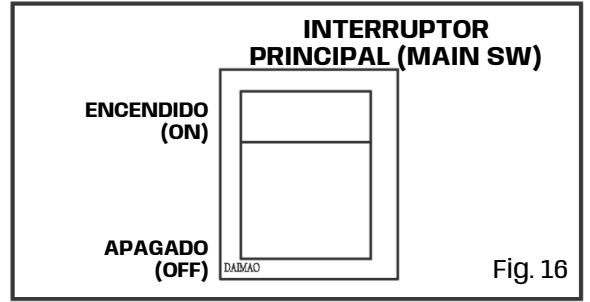 INTERRUPTOR
PRINCIPAL (MAIN SW)
ENCENDIDO
(ON)
APAGADO
(OFF)
DAIMAO
Fig. 16